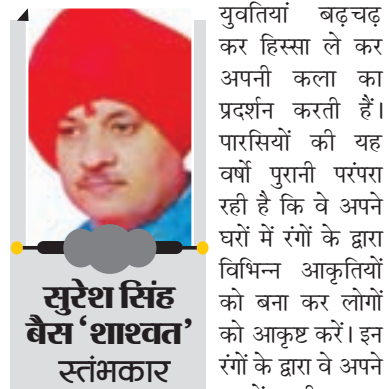 सुरेश सिंह
बैस ‘शाश्वत’
स्तंभकार
युवतियां बढ़चढ़
कर हिस्सा ले कर
अपनी कला का
प्रदर्शन करती हैं।
पारसियों की यह
वर्षो पुरानी परंपरा
रही है कि वे अपने
घरों में रंगों के द्वारा
विभिन्न आकृतियों
को बना कर लोगों
को आकृष्ट करें। इन
रंगों के द्वारा वे अपने